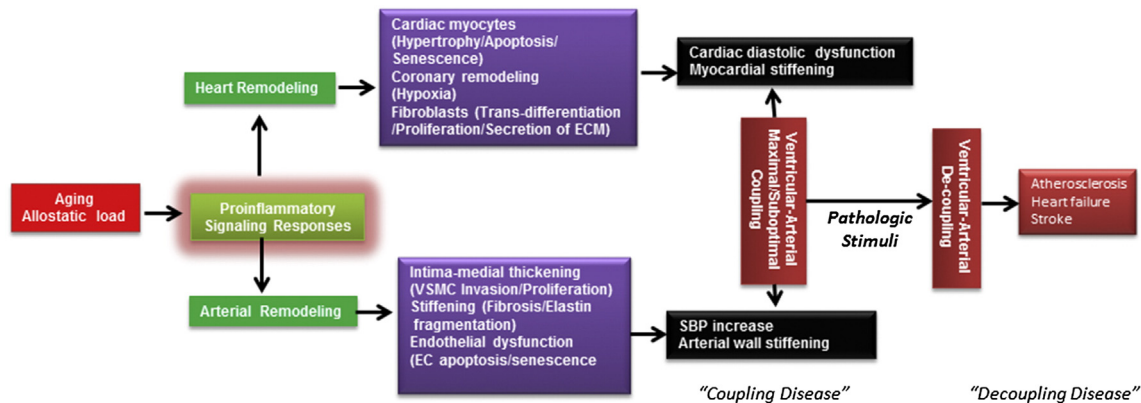 Aging
Allostatic load
Proinflammatory
Signaling Responses
Heart Remodeling
Arterial Remodeling
Cardiac myocytes
(Hypertrophy/Apoptosis/
Senescence)
Coronary remodeling
(Hypoxia)
Fibroblasts (Trans-differentiation
/Proliferation/Secretion of ECM)
Intima-medial thickening
(VSMC Invasion/Proliferation)
Stiffening (Fibrosis/Elastin
fragmentation)
Endothelial dysfunction
(EC apoptosis/senescence
Cardiac diastolic dysfunction
Myocardial stiffening
Ventricular-Arterial
Maximal/Suboptimal
Coupling
SBP increase
Arterial wall stiffening
Pathologic
Stimuli
Ventricular-Arterial
De-coupling
Atherosclerosis
Heart failure
Stroke
“Coupling Disease”
“Decoupling Disease”